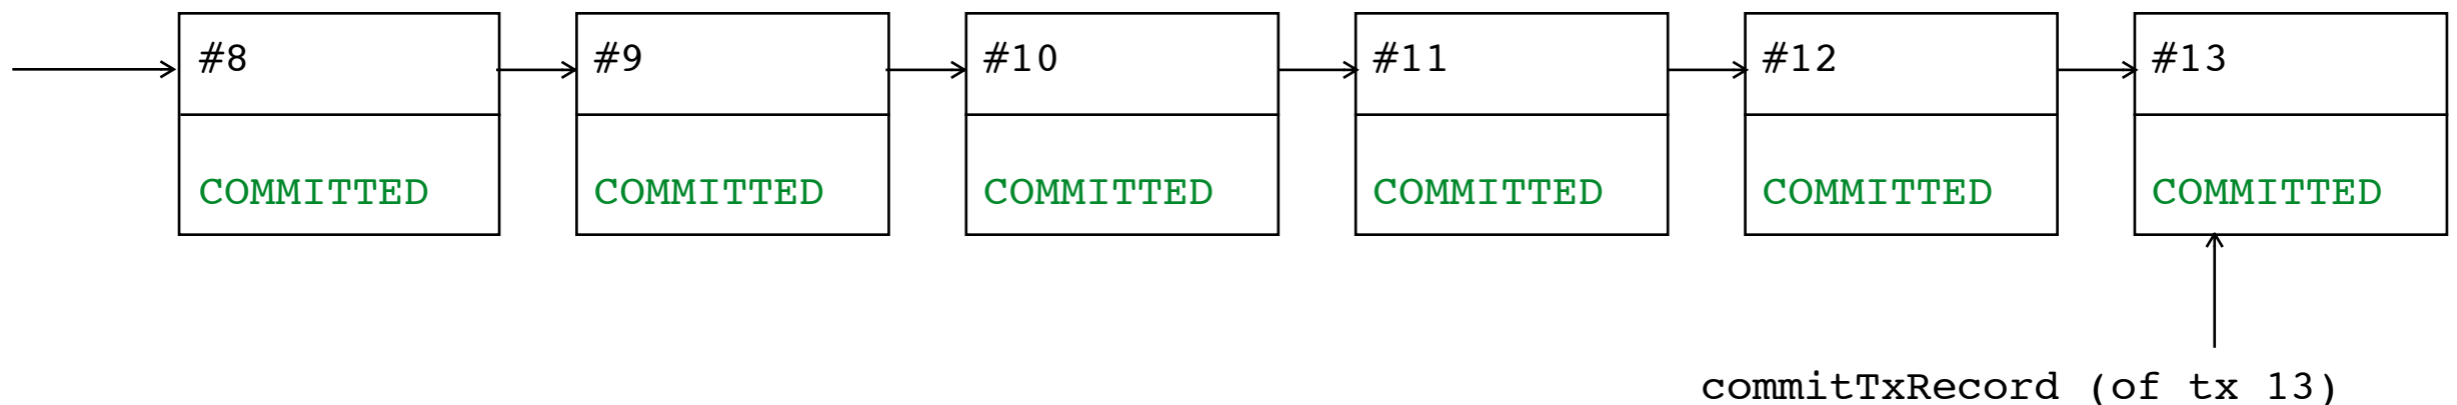 #8 #9 #10 #11 #12 #13
COMMITTED COMMITTED COMMITTED COMMITTED COMMITTED COMMITTED
commitTxRecord (of tx 13)